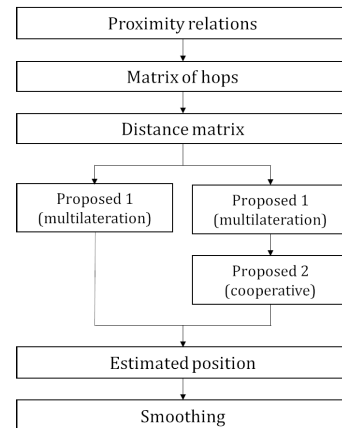 Proximity relations
Matrix of hops
Distance matrix
Proposed 1
(multilateration)
Proposed 1
(multilateration)
Proposed 2
(cooperative)
Estimated position
Smoothing